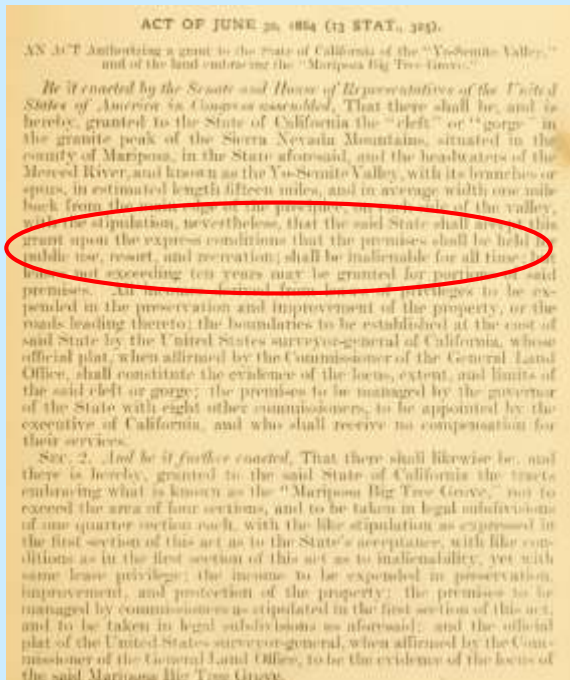 ACT OF JUNE 30, 1864 (13 STAT., 325).
AN ACT Authorizing a grant to the State of California of the "Yo-Semite Valley,"
and of the land embracing the "Mariposa Big Tree Grove."
Be it enacted by the Senate and House of Representatives of the United
States of America in Congress assembled, That there shall be, and is
hereby, granted to the State of California the "cleft" or "gorge" in
the granite peak of the Sierra Nevada Mountains, situated in the
county of Mariposa, in the State aforesaid, and the headwaters of the
Merced River, and known as the Yo-Semite Valley, with its branches or
spurs, in estimated length fifteen miles, and in average width one mile
back from the main edge of the precipice, on each side of the valley,
with the stipulation, nevertheless, that the said State shall accept this
grant upon the express conditions that the premises shall be held for
public use, resort, and recreation; shall be inalienable for all time;
leases not exceeding ten years may be granted for portions of said
premises. All incomes derived from leases of privileges to be ex-
pended in the preservation and improvement of the property, or the
roads leading thereto; the boundaries to be established at the cost of
said State by the United States surveyor-general of California, whose
official plat, when affirmed by the Commissioner of the General Land
Office, shall constitute the evidence of the locus, extent, and limits of
the said cleft or gorge; the premises to be managed by the governor
of the State with eight other commissioners, to be appointed by the
executive of California, and who shall receive no compensation for
their services.
SEC. 2. And be it further enacted, That there shall likewise be, and
there is hereby, granted to the said State of California the tracts
embracing what is known as the "Mariposa Big Tree Grove," not to
exceed the area of four sections, and to be taken in legal subdivisions
of one quarter section each, with the like stipulation as expressed in
the first section of this act as to the State's acceptance, with like con-
ditions as in the first section of this act as to inalienability, yet with
same lease privilege; the income to be expended in preservation,
improvement, and protection of the property; the premises to be
managed by commissioners as stipulated in the first section of this act,
and to be taken in legal subdivisions as aforesaid; and the official
plat of the United States surveyor-general, when affirmed by the Com-
missioner of the General Land Office, to be the evidence of the locus of
the said Mariposa Big Tree Grove.